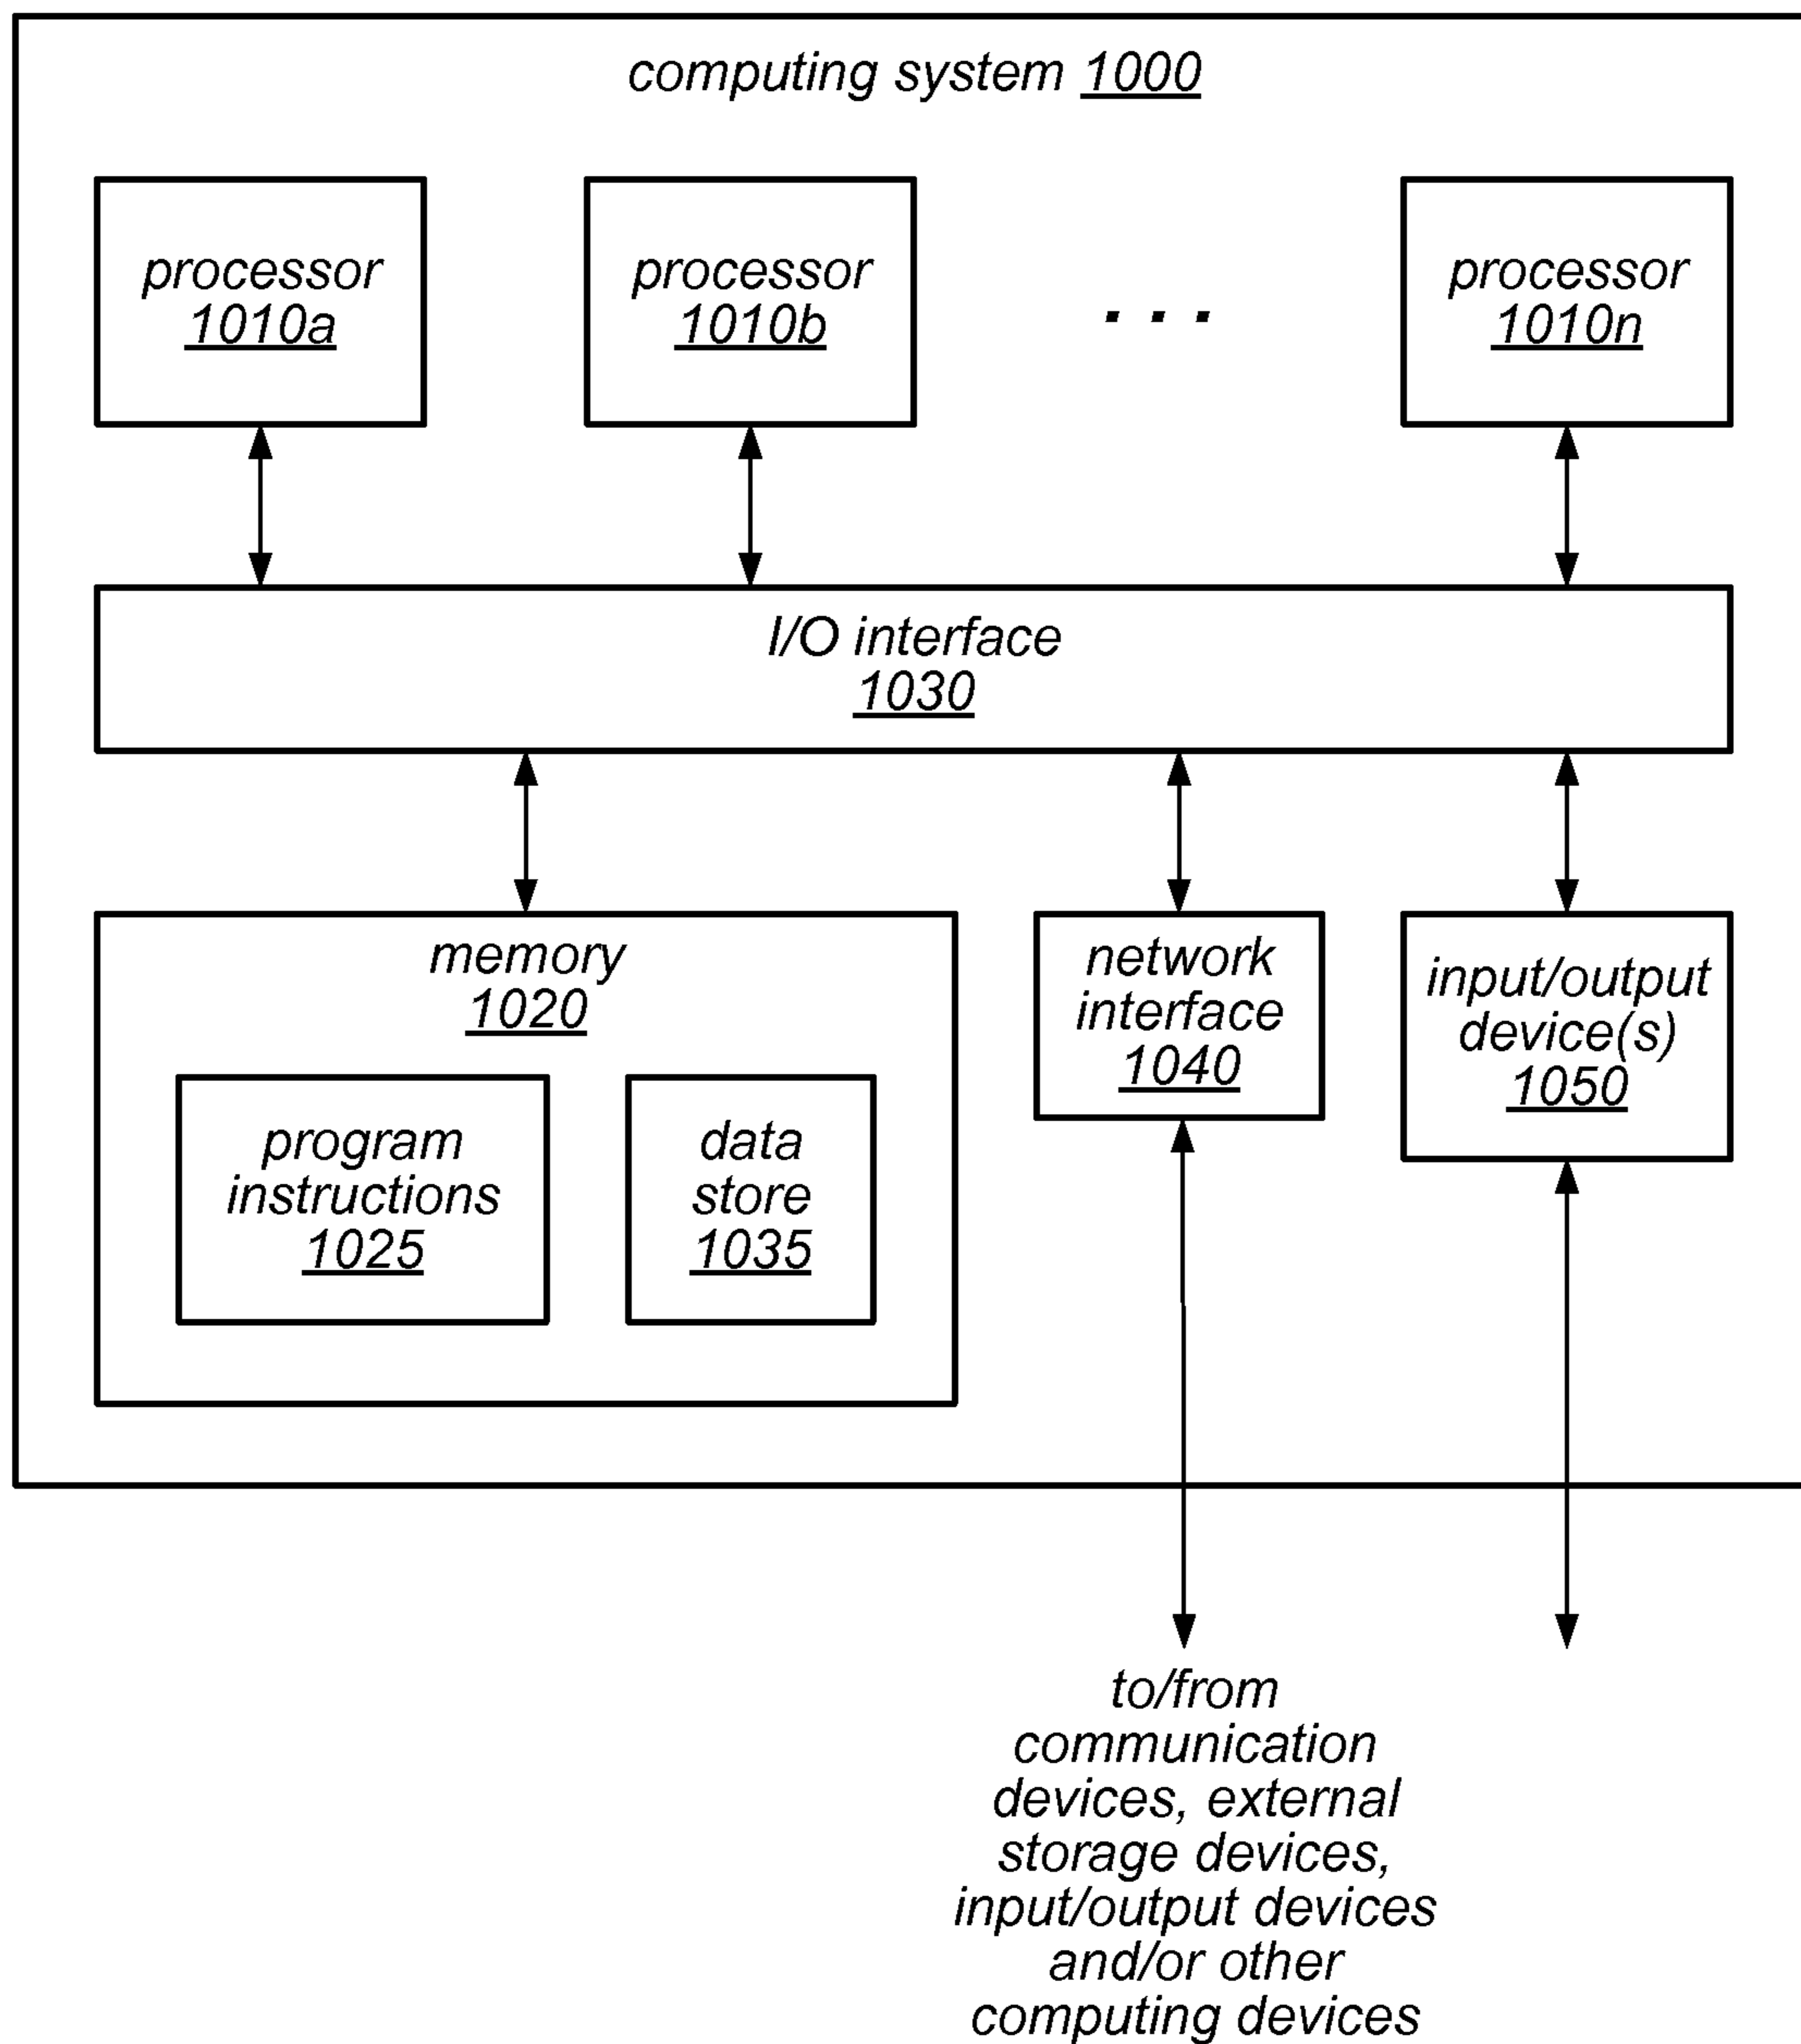 computing system 1000
processor
1010a
processor
1010b
. . .
processor
1010n
I/O interface
1030
memory
1020
program
instructions
1025
data
store
1035
network
interface
1040
input/output
device(s)
1050
to/from
communication
devices, external
storage devices,
input/output devices
and/or other
computing devices